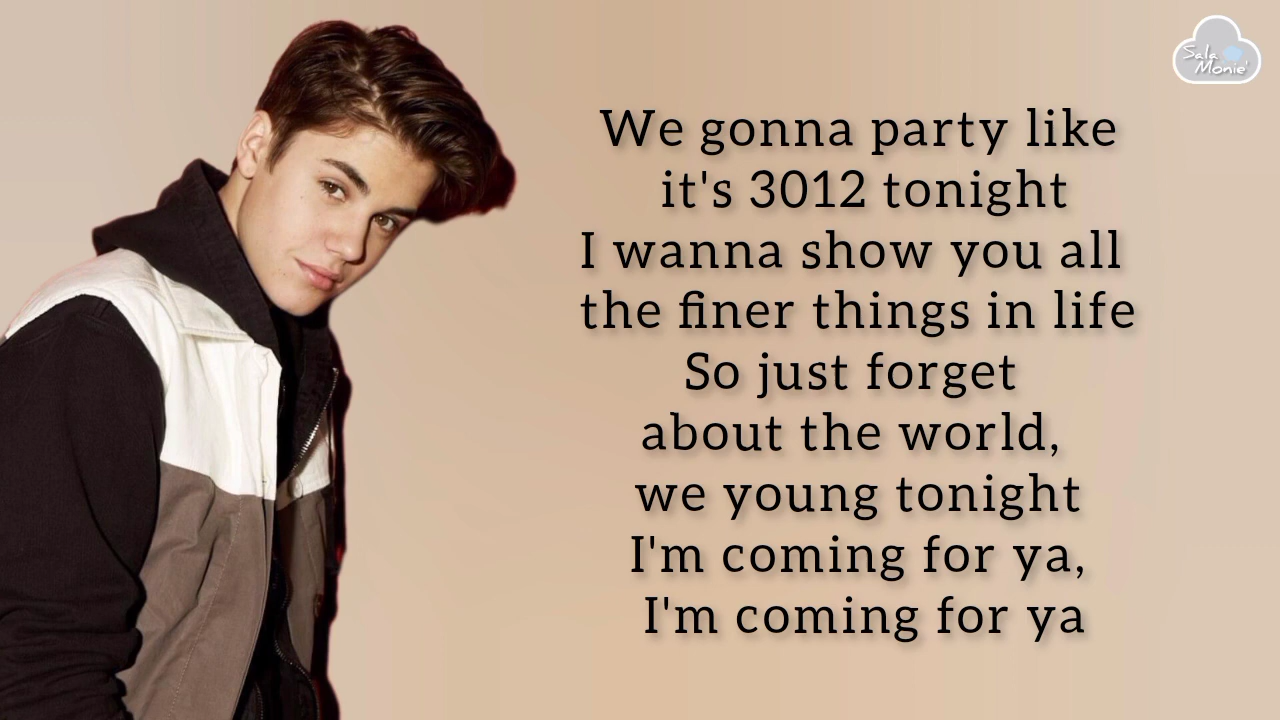 Sala
Monie'
We gonna party like
it's 3012 tonight
I wanna show you all
the finer things in life
So just forget
about the world,
we young tonight
I'm coming for ya,
I'm coming for ya